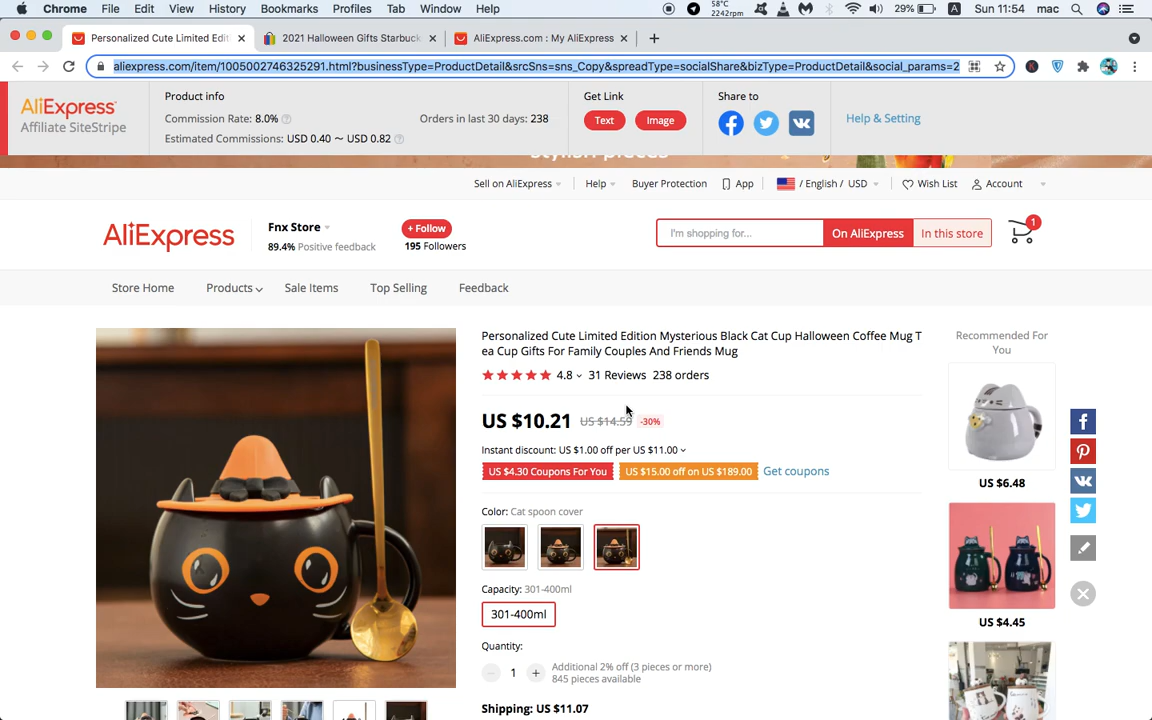 Chrome File Edit View History Bookmarks Profiles Tab Window Help
58°C
2242rpm
29%
A
Sun 11:54 mac
Personalized Cute Limited Edit
2021 Halloween Gifts Starbuck
AliExpress.com : My AliExpress
aliexpress.com/item/1005002746325291.html?businessType=ProductDetail&srcSns=sns_Copy&spreadType=socialShare&bizType=ProductDetail&social_params=2
AliExpress
Affiliate SiteStripe
Product info
Commission Rate: 8.0%
Orders in last 30 days: 238
Estimated Commissions: USD 0.40 ～ USD 0.82
Get Link
Text Image
Share to
Help & Setting
Sell on AliExpress Help Buyer Protection App / English / USD Wish List Account
AliExpress
Fnx Store
89.4% Positive feedback
+ Follow
195 Followers
I'm shopping for...
On AliExpress
In this store
1
Store Home Products Sale Items Top Selling Feedback
Personalized Cute Limited Edition Mysterious Black Cat Cup Halloween Coffee Mug T
ea Cup Gifts For Family Couples And Friends Mug
4.8 31 Reviews 238 orders
US $10.21 US $14.59 -30%
Instant discount: US $1.00 off per US $11.00
US $4.30 Coupons For You US $15.00 off on US $189.00 Get coupons
Color: Cat spoon cover
Capacity: 301-400ml
301-400ml
Quantity:
1
Additional 2% off (3 pieces or more)
845 pieces available
Shipping: US $11.07
Recommended For
You
US $6.48
US $4.45